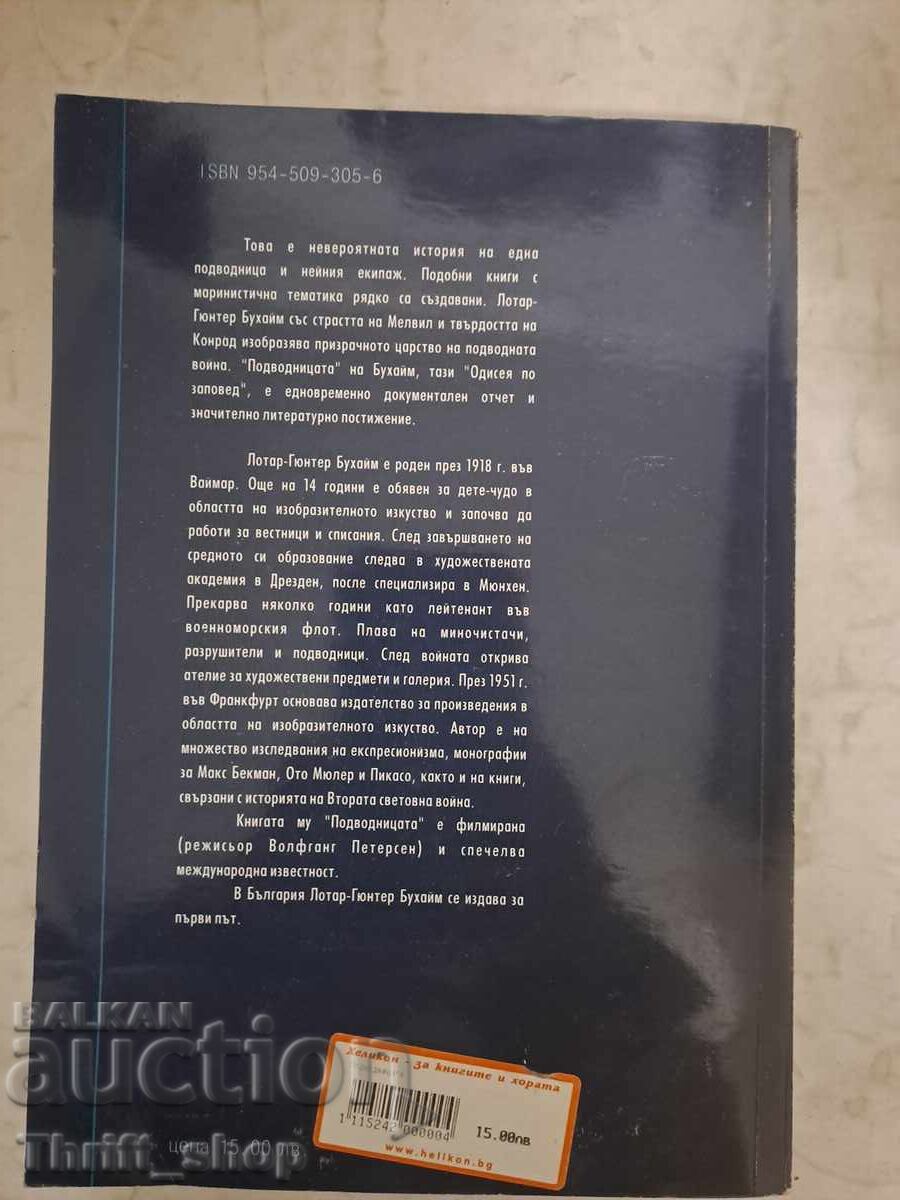 ISBN 954-509-305-6
Това е невероятната история на една
подводница и нейния екипаж. Подобни книги с
маринистична тематика рядко са създавани. Лотар-
Гюнтер Бухайм със страстта на Мелвил и твърдостта на
Конрад изобразява призрачното царство на подводната
война. "Подводницата" на Бухайм, тази "Одисея по
заповед", е едновременно документален отчет и
значително литературно постижение.
Лотар-Гюнтер Бухайм е роден през 1918 г. във
Ваймар. Още на 14 години е обявен за дете-чудо в
областта на изобразителното изкуство и започва да
работи за вестници и списания. След завършването на
средното си образование следва в художествената
академия в Дрезден, после специализира в Мюнхен.
Прекарва няколко години като лейтенант във
военноморския флот. Плава на миночистачи,
разрушители и подводници. След войната открива
ателие за художествени предмети и галерия. През 1951 г.
във Франкфурт основава издателство за произведения в
областта на изобразителното изкуство. Автор е на
множество изследвания на експресионизма, монографии
за Макс Бекман, Ото Мюлер и Пикасо, както и на книги,
свързани с историята на Втората световна война.
Книгата му "Подводницата" е филмирана
(режисьор Волфганг Петерсен) и спечелва
международна известност.
В България Лотар-Гюнтер Бухайм се издава за
първи път.
BALKAN
auction
Thrift_shop
цена 15.00 лв.
Хеликон - за книгите и хората
1 115242 000004
15.00лв
www.helikon.bg